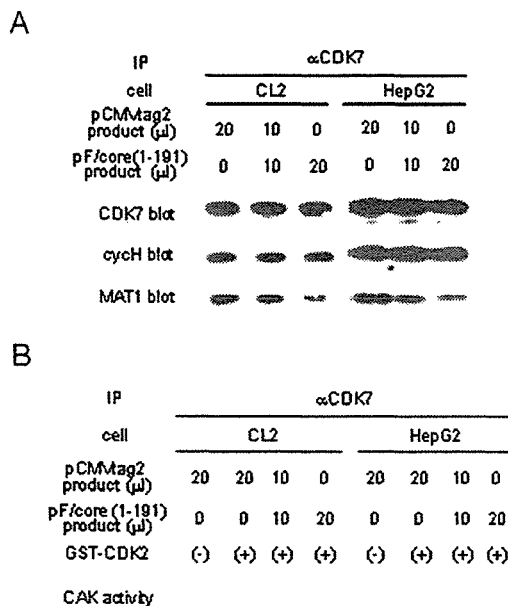 A
IP αCDK7
cell CL2 HepG2
pCMVtag2 product (µl) 20 10 0 20 10 0
pF/core(1-191) product (µl) 0 10 20 0 10 20
CDK7 blot
cycH blot
MAT1 blot
B
IP αCDK7
cell CL2 HepG2
pCMVtag2 product (µl) 20 20 10 0 20 20 10 0
pF/core(1-191) product (µl) 0 0 10 20 0 0 10 20
GST-CDK2 (-) (+) (+) (+) (-) (+) (+) (+)
CAK activity